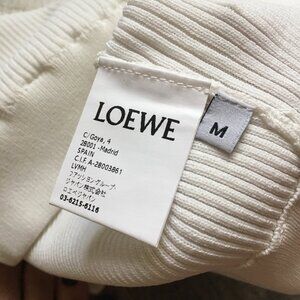 LOEWE
C/ Goya, 4
28001 -Madrid
SPAIN
C.I.F. A-28003861
LVMH
ファッショングループ・
ジャパン株式会社
ロエベジャパン
03-6215-6116
M